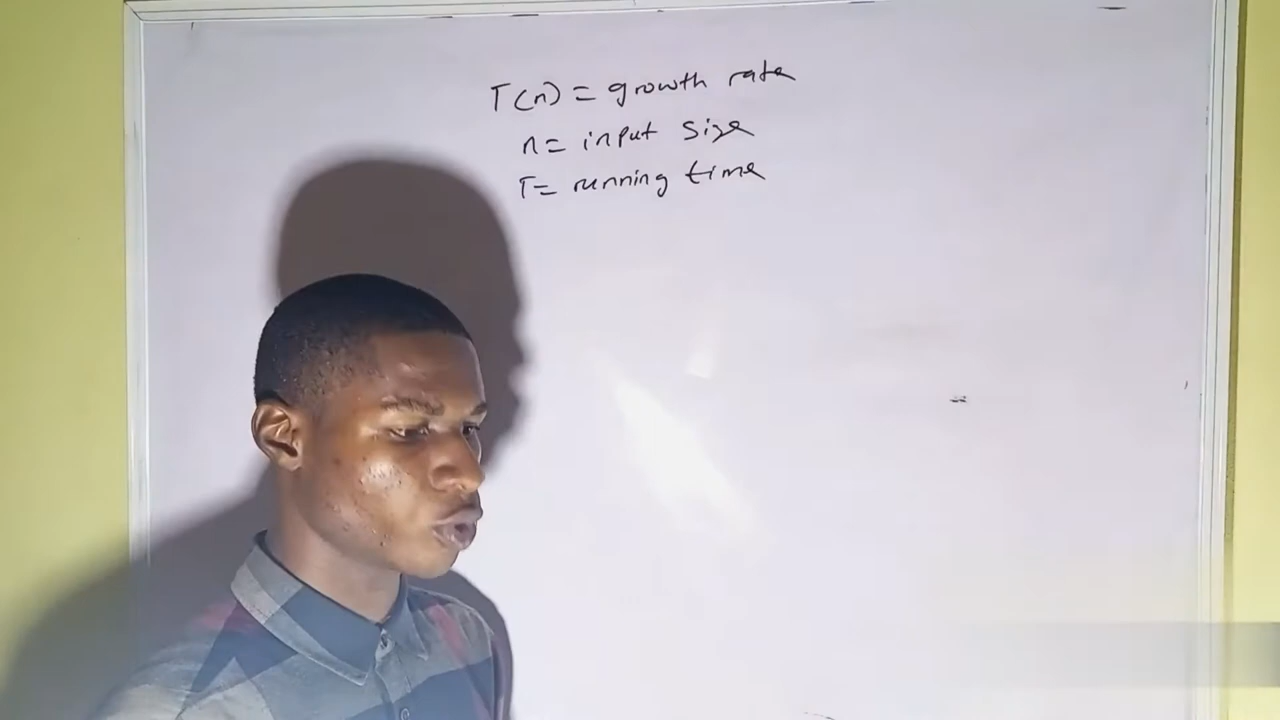 T(n) = growth rate
n = input size
T = running time